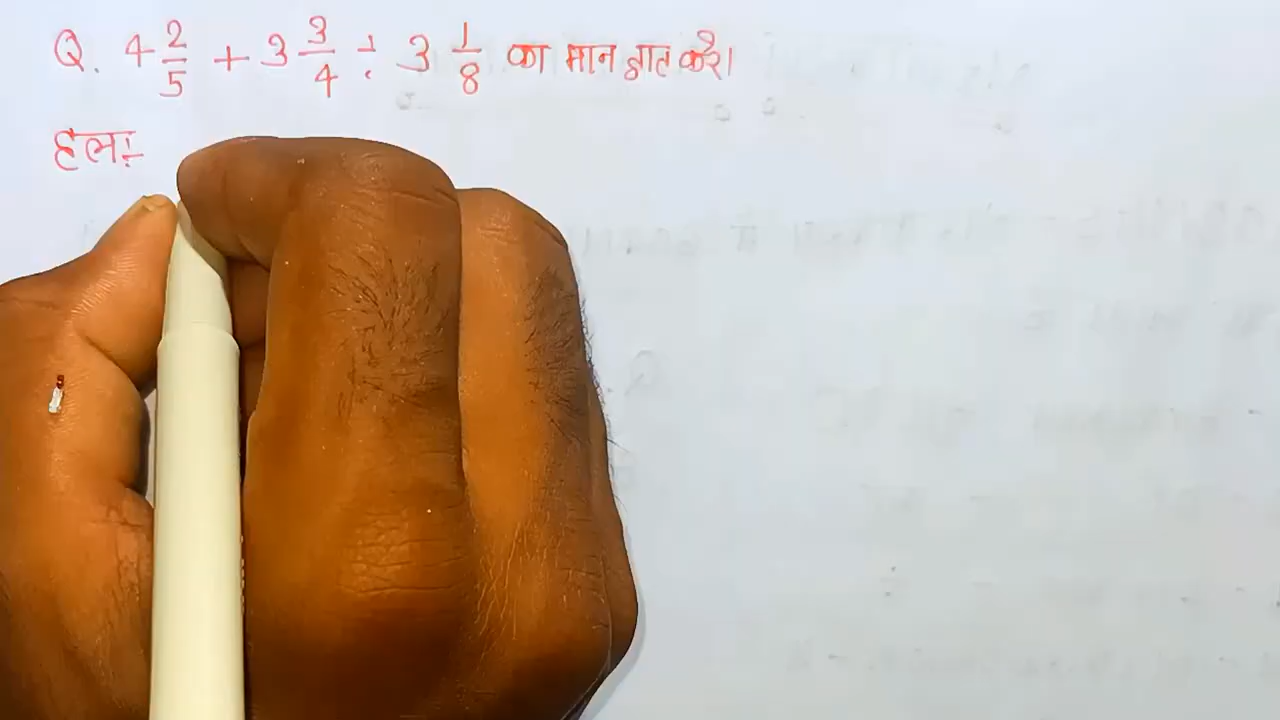 Q. 4 2/5 + 3 3/4 ÷ 3 1/8 का मान ज्ञात करे।
हल:-